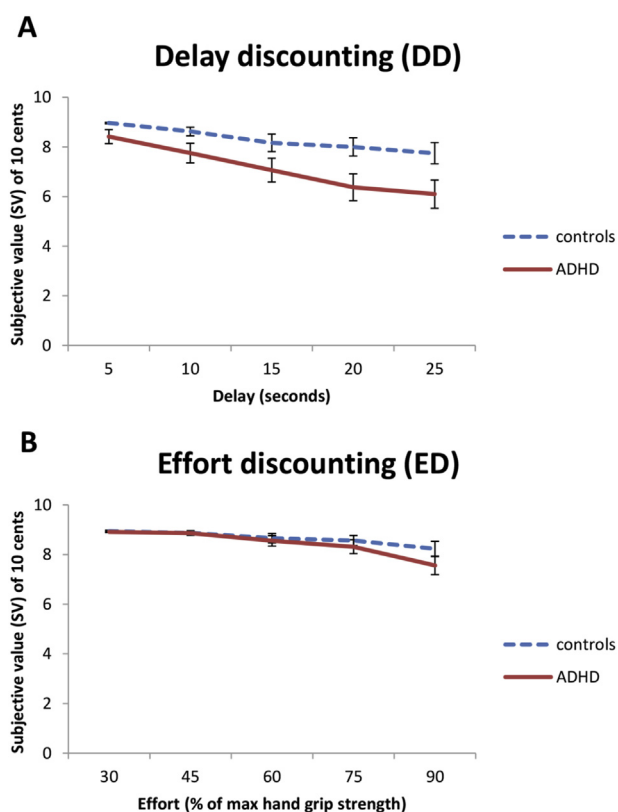 A
Delay discounting (DD)
Subjective value (SV) of 10 cents
10
8
6
4
2
0
5 10 15 20 25
Delay (seconds)
controls
ADHD
B
Effort discounting (ED)
Subjective value (SV) of 10 cents
10
8
6
4
2
0
30 45 60 75 90
Effort (% of max hand grip strength)
controls
ADHD